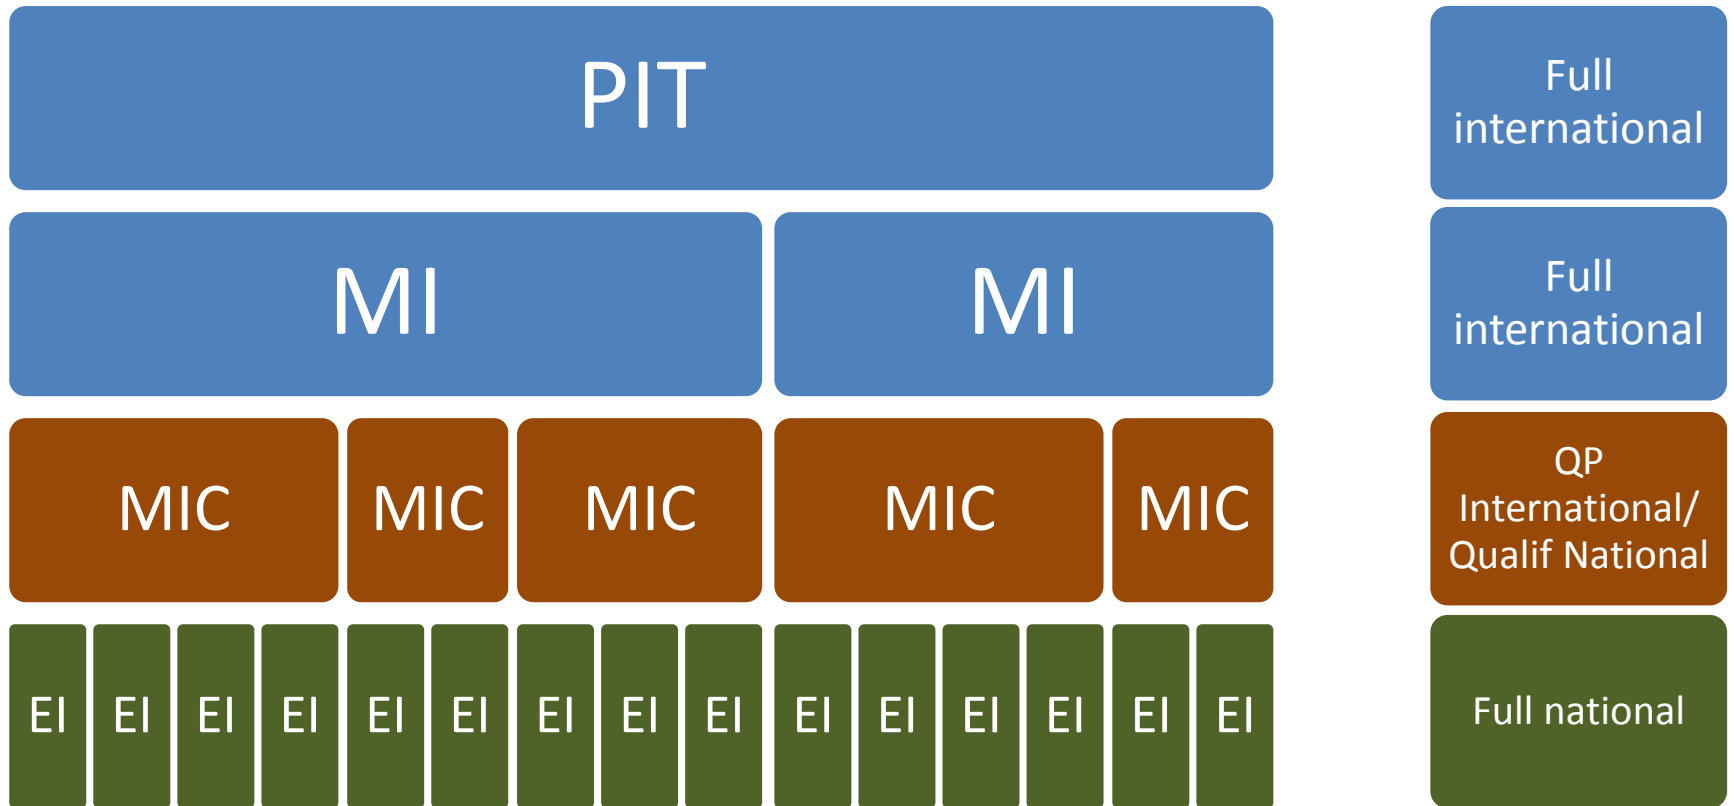 PIT
Full
international
MI MI
Full
international
MIC MIC MIC MIC MIC
QP
International/
Qualif National
EI EI EI EI EI EI EI EI EI EI EI EI EI EI EI
Full national